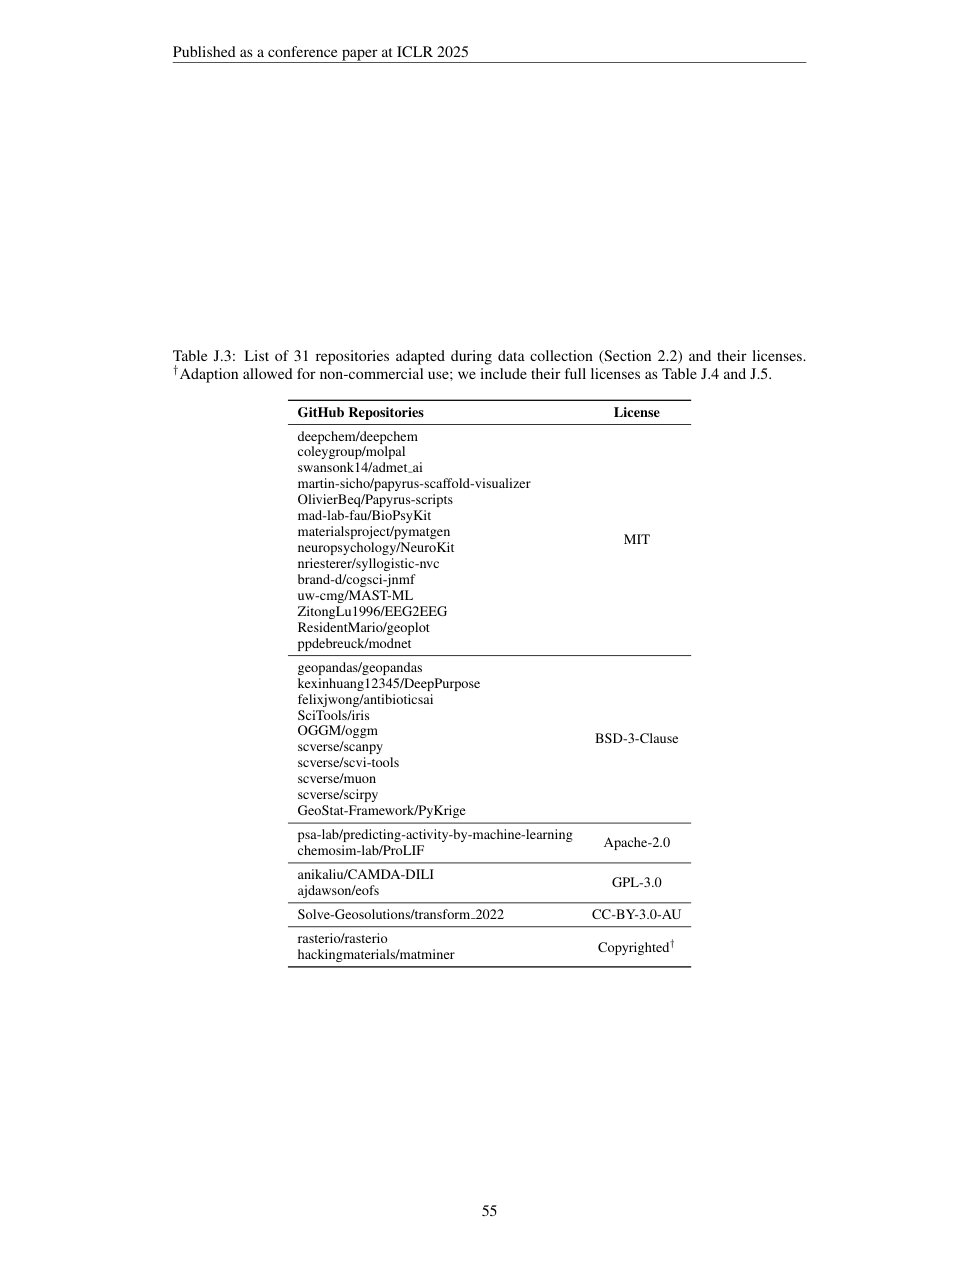 Published as a conference paper at ICLR 2025
Table J.3: List of 31 repositories adapted during data collection (Section 2.2) and their licenses.
†Adaption allowed for non-commercial use; we include their full licenses as Table J.4 and J.5.
GitHub Repositories License
deepchem/deepchem
coleygroup/molpal
swansonk14/admet_ai
martin-sicho/papyrus-scaffold-visualizer
OlivierBeq/Papyrus-scripts
mad-lab-fau/BioPsyKit
materialsproject/pymatgen
neuropsychology/NeuroKit
MIT
nriesterer/syllogistic-nvc
brand-d/cogsci-jnmf
uw-cmg/MAST-ML
ZitongLu1996/EEG2EEG
ResidentMario/geoplot
ppdebreuck/modnet
geopandas/geopandas
kexinhuang12345/DeepPurpose
felixjwong/antibioticsai
SciTools/iris
OGGM/oggm
BSD-3-Clause
scverse/scanpy
scverse/scvi-tools
scverse/muon
scverse/scirpy
GeoStat-Framework/PyKrige
psa-lab/predicting-activity-by-machine-learning
Apache-2.0
chemosim-lab/ProLIF
anikaliu/CAMDA-DILI
GPL-3.0
ajdawson/eofs
Solve-Geosolutions/transform_2022 CC-BY-3.0-AU
rasterio/rasterio
Copyrighted†
hackingmaterials/matminer
55